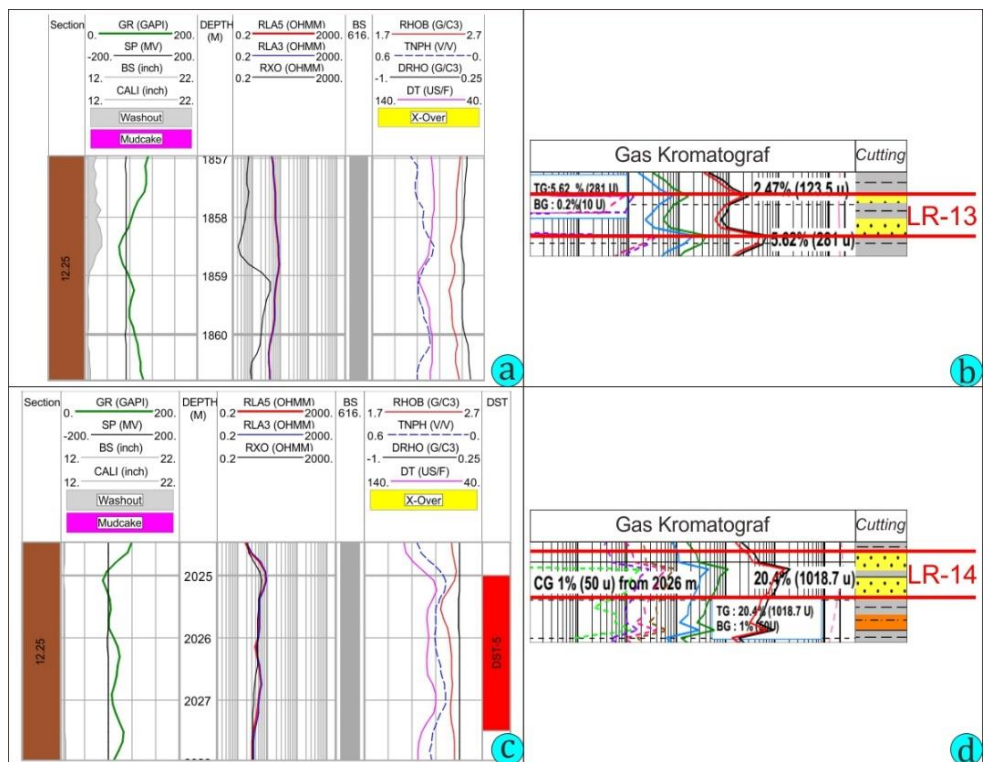 Section
GR (GAPI)
0. 200.
SP (MV)
-200. 200.
BS (inch)
12. 22.
CALI (inch)
12. 22.
Washout
Mudcake
DEPTH
(M)
RLA5 (OHMM)
0.2 2000.
RLA3 (OHMM)
0.2 2000.
RXO (OHMM)
0.2 2000.
BS
616.
RHOB (G/C3)
1.7 2.7
TNPH (V/V)
0.6 0.
DRHO (G/C3)
-1. 0.25
DT (US/F)
140. 40.
X-Over
12.25
1857
1858
1859
1860
a
Gas Kromatograf
Cutting
TG:5.62 % (281 U)
BG : 0.2%(10 U)
2.47% (123.5 u)
5.62% (281 u)
LR-13
b
Section
GR (GAPI)
0. 200.
SP (MV)
-200. 200.
BS (inch)
12. 22.
CALI (inch)
12. 22.
Washout
Mudcake
DEPTH
(M)
RLA5 (OHMM)
0.2 2000.
RLA3 (OHMM)
0.2 2000.
RXO (OHMM)
0.2 2000.
BS
616.
RHOB (G/C3)
1.7 2.7
TNPH (V/V)
0.6 0.
DRHO (G/C3)
-1. 0.25
DT (US/F)
140. 40.
X-Over
DST
12.25
2025
2026
2027
DST-5
c
Gas Kromatograf
Cutting
CG 1% (50 u) from 2026 m
20.4% (1018.7 u)
TG : 20.4% (1018.7 U)
BG : 1% (50U)
LR-14
d